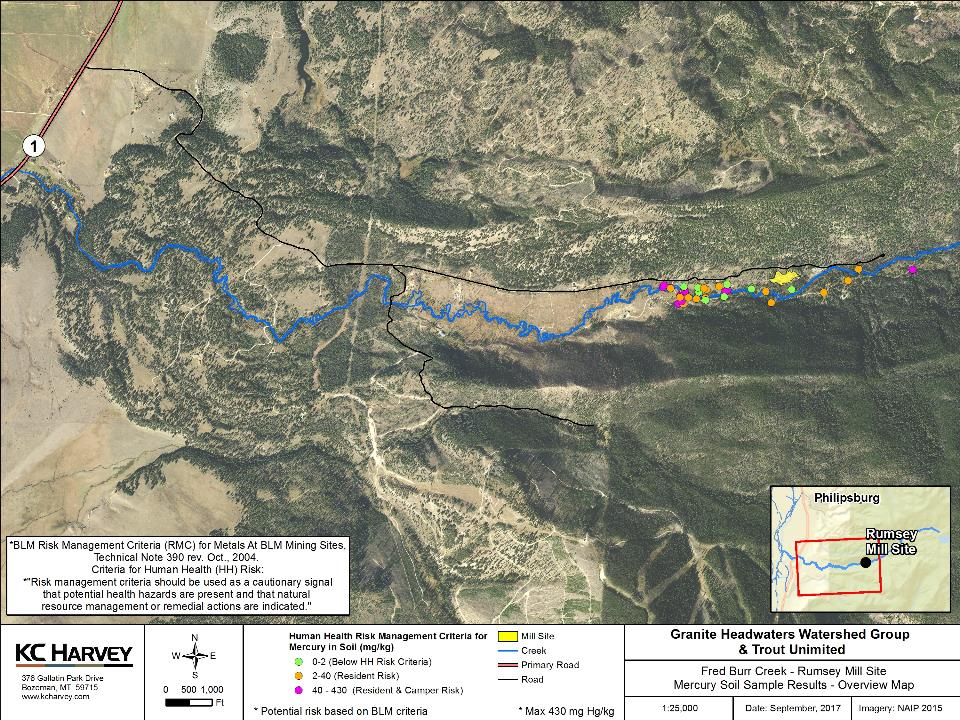 1
Philipsburg
Rumsey
Mill Site
*BLM Risk Management Criteria (RMC) for Metals At BLM Mining Sites,
Technical Note 390 rev. Oct., 2004.
Criteria for Human Health (HH) Risk:
*"Risk management criteria should be used as a cautionary signal
that potential health hazards are present and that natural
resource management or remedial actions are indicated."
KC HARVEY
376 Gallatin Park Drive
Bozeman, MT 59715
www.kcharvey.com
N
W E
S
0 500 1,000
Ft
Human Health Risk Management Criteria for
Mercury in Soil (mg/kg)
0-2 (Below HH Risk Criteria)
2-40 (Resident Risk)
40 - 430 (Resident & Camper Risk)
* Potential risk based on BLM criteria
Mill Site
Creek
Primary Road
Road
* Max 430 mg Hg/kg
Granite Headwaters Watershed Group
& Trout Unlimited
Fred Burr Creek - Rumsey Mill Site
Mercury Soil Sample Results - Overview Map
1:25,000
Date: September, 2017
Imagery: NAIP 2015